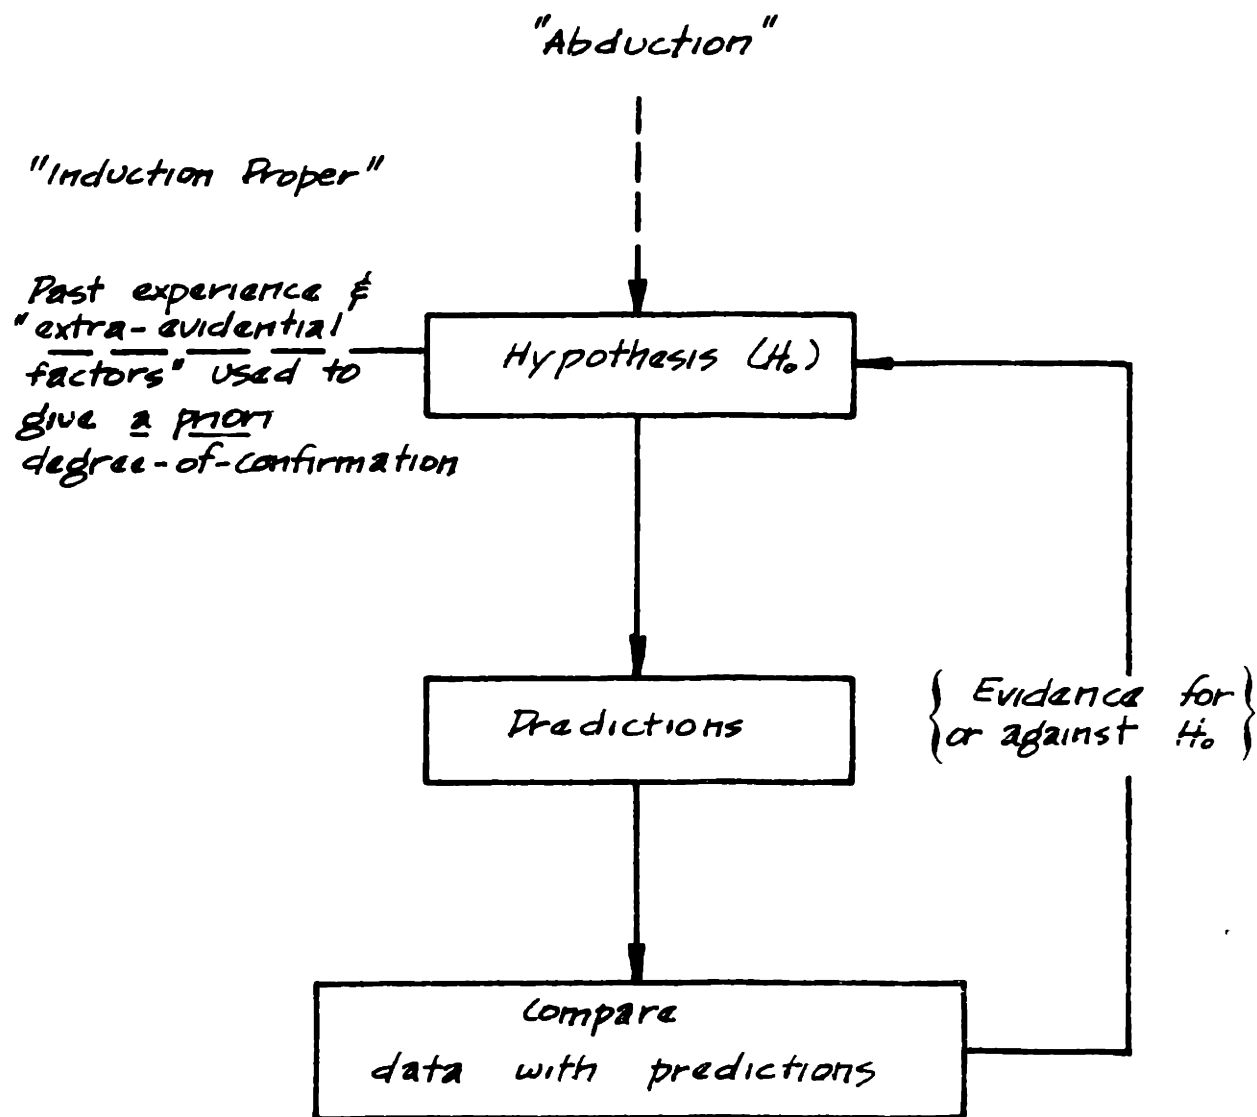 "Abduction"
"Induction Proper"
Past experience &
"extra-evidential
factors" used to
give a priori
degree-of-confirmation
Hypothesis (H₀)
Predictions
{ Evidence for }
{ or against H₀ }
Compare
data with predictions